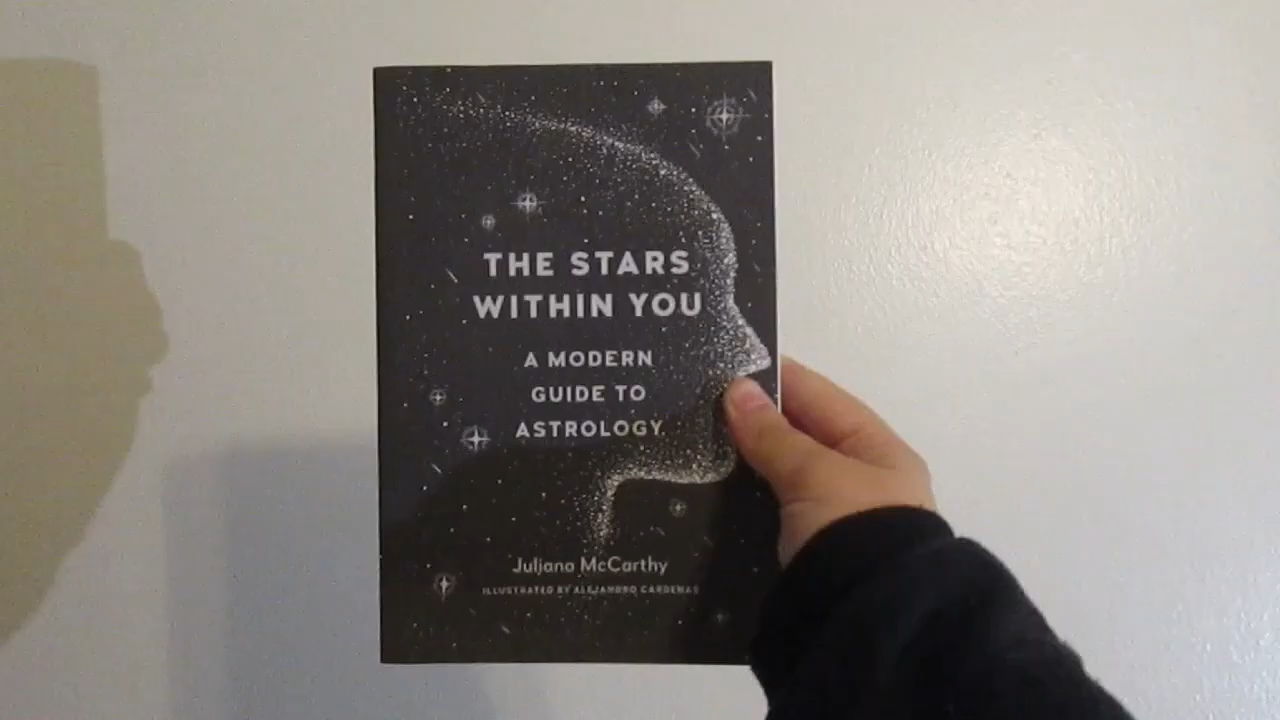 THE STARS
WITHIN YOU
A MODERN
GUIDE TO
ASTROLOGY
Juliana McCarthy
ILLUSTRATED BY ALEJANDRO CARDENAS